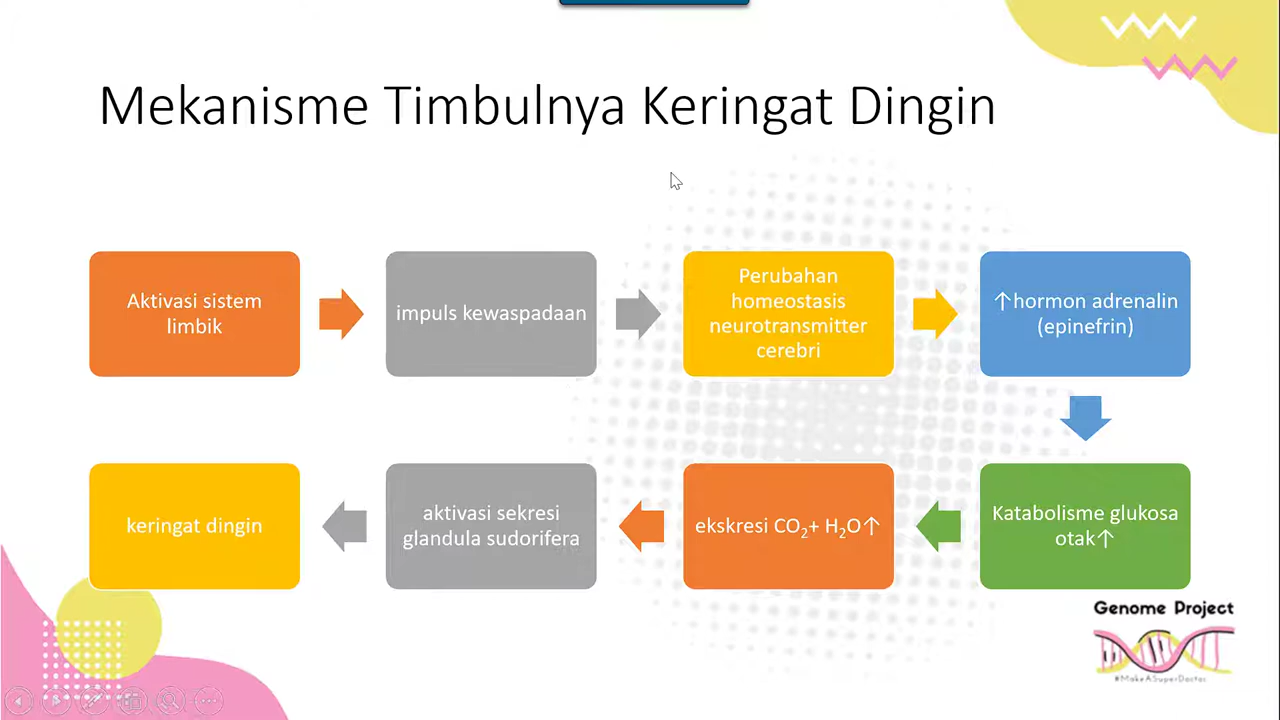 Mekanisme Timbulnya Keringat Dingin
Aktivasi sistem
limbik
impuls kewaspadaan
Perubahan
homeostasis
neurotransmitter
cerebri
↑hormon adrenalin
(epinefrin)
Katabolisme glukosa
otak↑
ekskresi CO₂+ H₂O↑
aktivasi sekresi
glandula sudorifera
keringat dingin
Genome Project
#MakeASuperDoctor